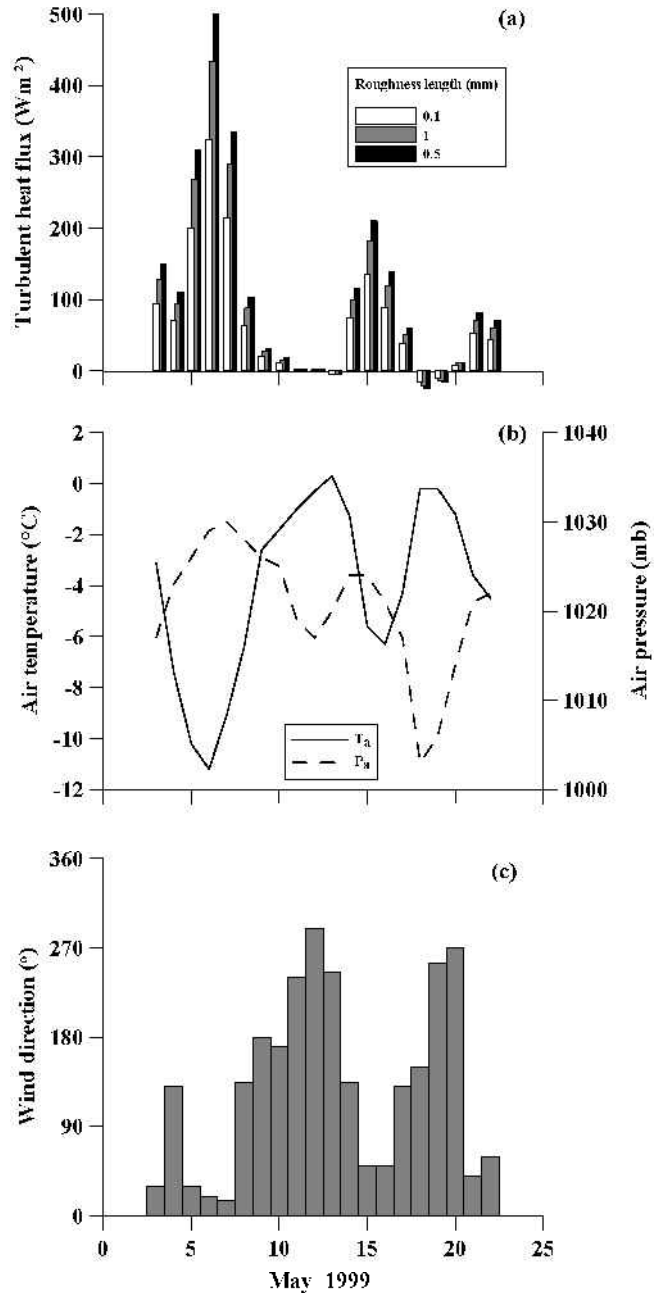 (a)
500
400
300
200
100
0
Turbulent heat flux (Wm²)
Roughness length (mm)
0.1
1
0.5
(b)
2
0
-2
-4
-6
-8
-10
-12
Air temperature (°C)
1040
1030
1020
1010
1000
Air pressure (mb)
Ta
Pa
(c)
360
270
180
90
0
Wind direction (°)
0 5 10 15 20 25
May 1999